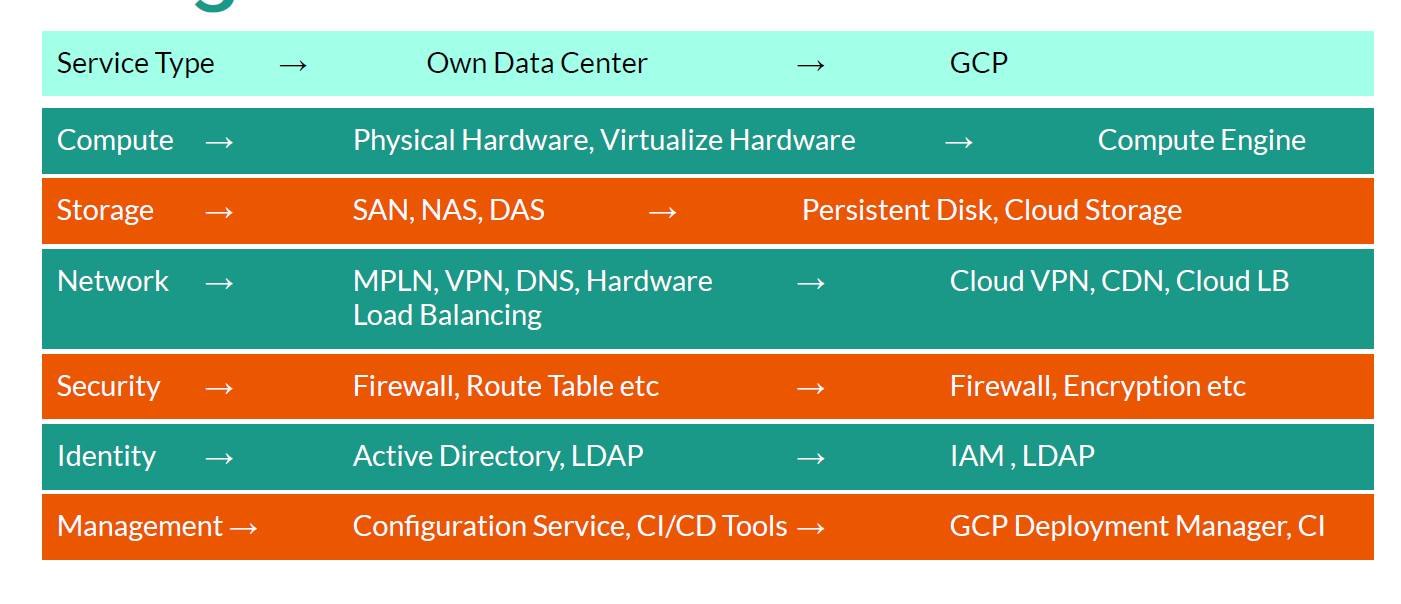 Service Type → Own Data Center → GCP
Compute → Physical Hardware, Virtualize Hardware → Compute Engine
Storage → SAN, NAS, DAS → Persistent Disk, Cloud Storage
Network → MPLN, VPN, DNS, Hardware → Cloud VPN, CDN, Cloud LB
Load Balancing
Security → Firewall, Route Table etc → Firewall, Encryption etc
Identity → Active Directory, LDAP → IAM , LDAP
Management → Configuration Service, CI/CD Tools → GCP Deployment Manager, CI